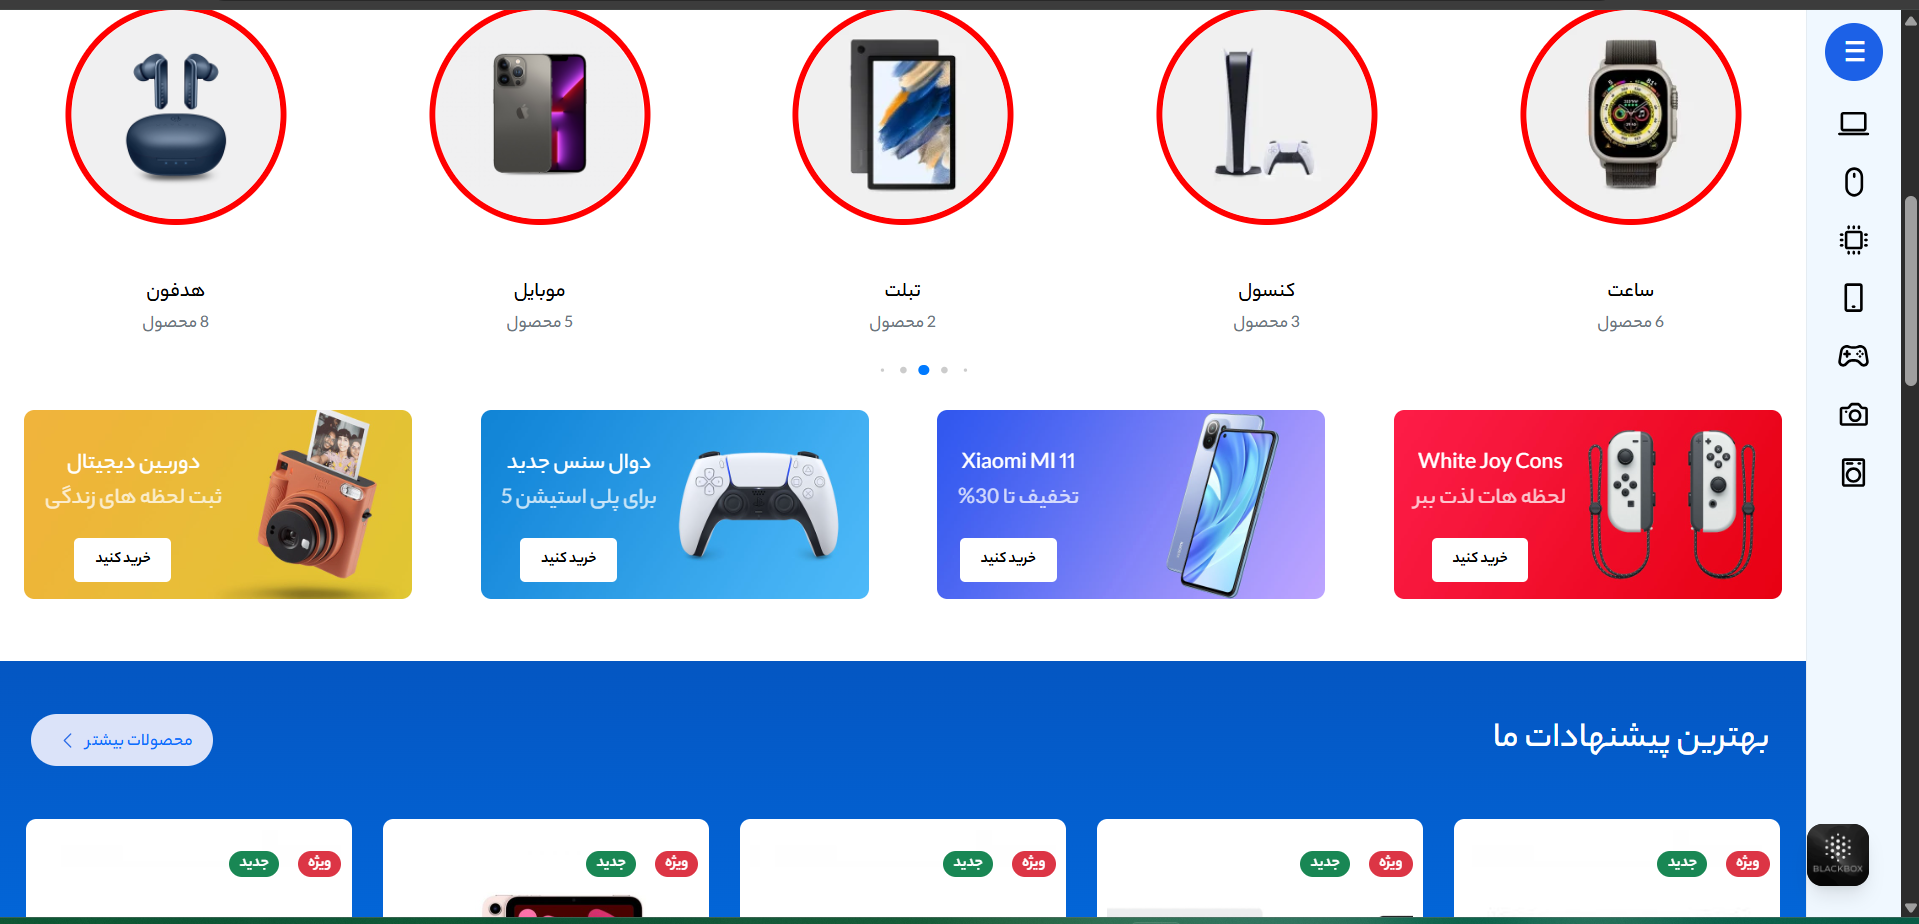 ساعت
6 محصول
کنسول
3 محصول
تبلت
2 محصول
موبایل
5 محصول
هدفون
8 محصول
White Joy Cons
لحظه هات لذت ببر
خرید کنید
Xiaomi MI 11
تخفیف تا 30%
خرید کنید
دوال سنس جدید
برای پلی استیشن 5
خرید کنید
دوربین دیجیتال
ثبت لحظه های زندگی
خرید کنید
بهترین پیشنهادات ما
محصولات بیشتر
ویژه جدید
ویژه جدید
ویژه جدید
ویژه جدید
ویژه جدید
BLACKBOX